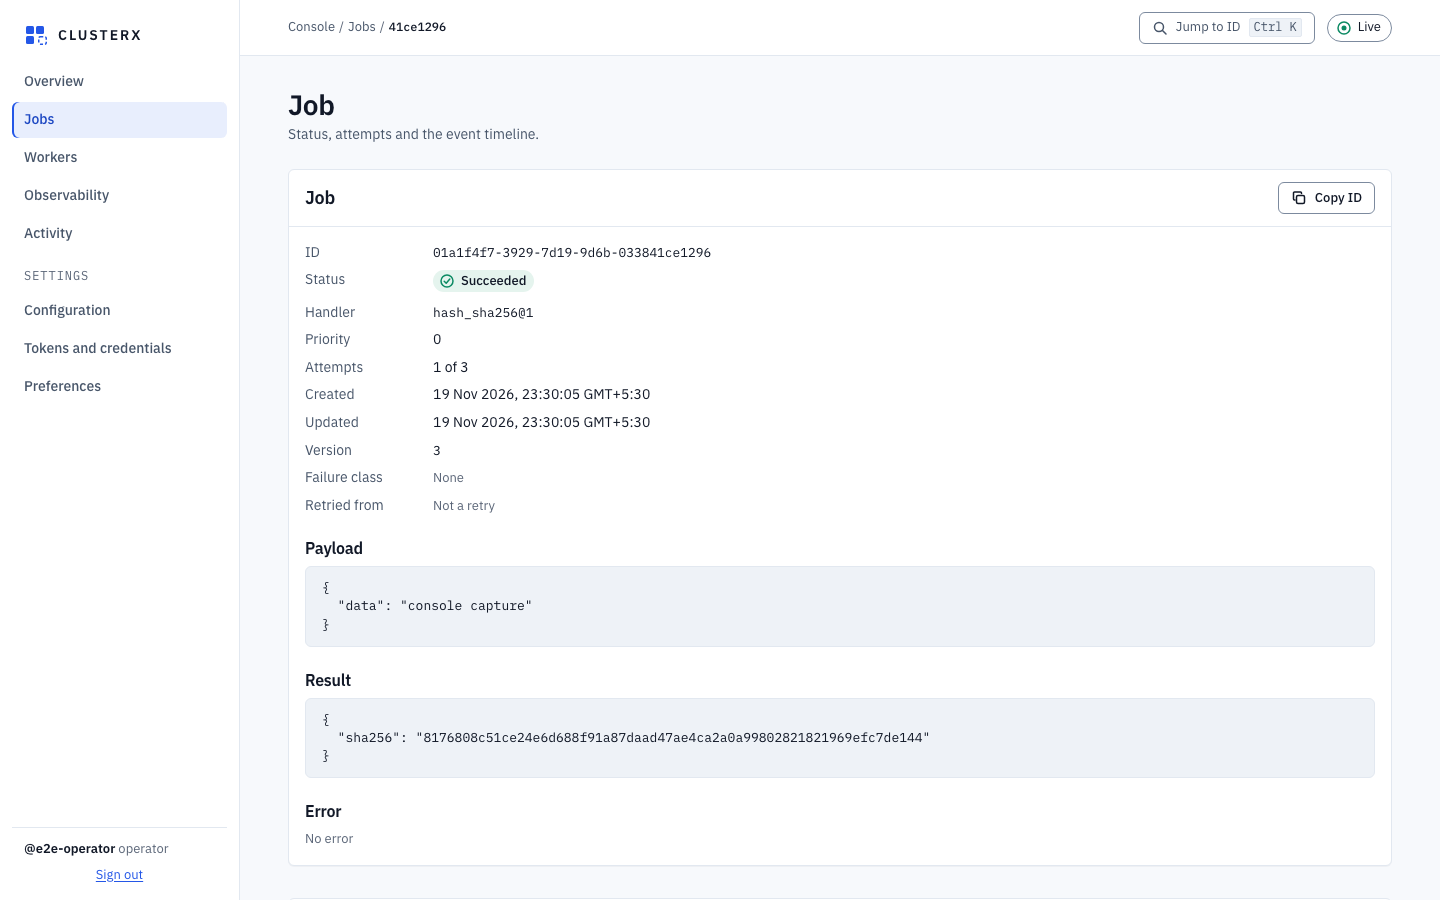 CLUSTERX
Overview
Jobs
Workers
Observability
Activity
SETTINGS
Configuration
Tokens and credentials
Preferences
@e2e-operator operator
Sign out
Console / Jobs / 41ce1296
Jump to ID Ctrl K
Live
Job
Status, attempts and the event timeline.
Job
Copy ID
ID 01a1f4f7-3929-7d19-9d6b-033841ce1296
Status Succeeded
Handler hash_sha256@1
Priority 0
Attempts 1 of 3
Created 19 Nov 2026, 23:30:05 GMT+5:30
Updated 19 Nov 2026, 23:30:05 GMT+5:30
Version 3
Failure class None
Retried from Not a retry
Payload
{
"data": "console capture"
}
Result
{
"sha256": "8176808c51ce24e6d688f91a87daad47ae4ca2a0a99802821821969efc7de144"
}
Error
No error